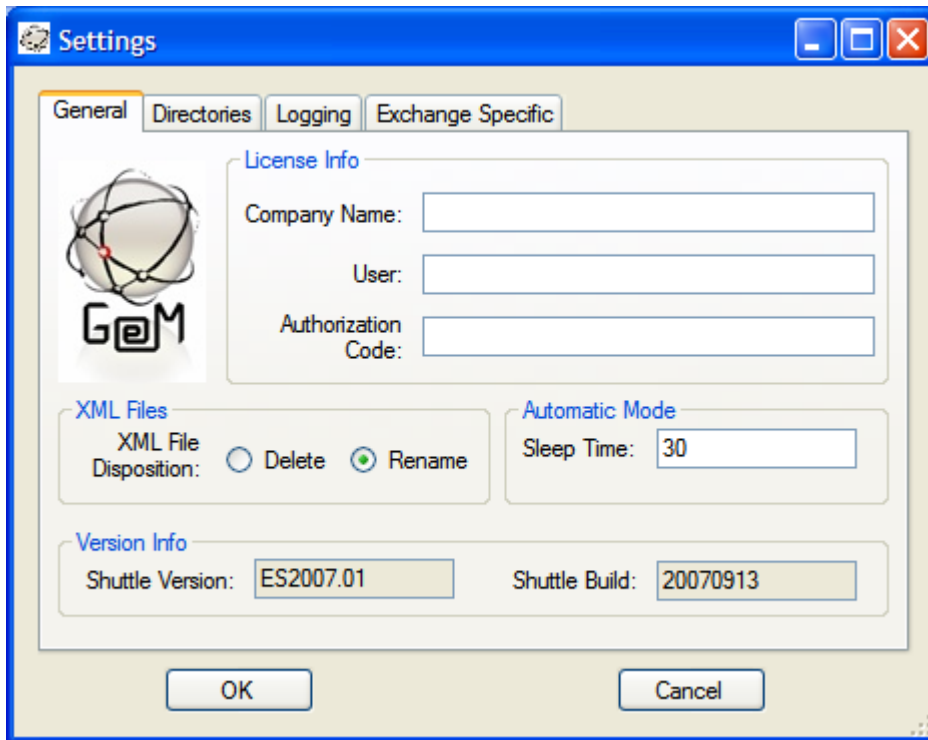 Settings
General Directories Logging Exchange Specific
License Info
Company Name:
User:
Authorization
Code:
G@M
XML Files
XML File
Disposition: Delete Rename
Automatic Mode
Sleep Time: 30
Version Info
Shuttle Version: ES2007.01 Shuttle Build: 20070913
OK Cancel